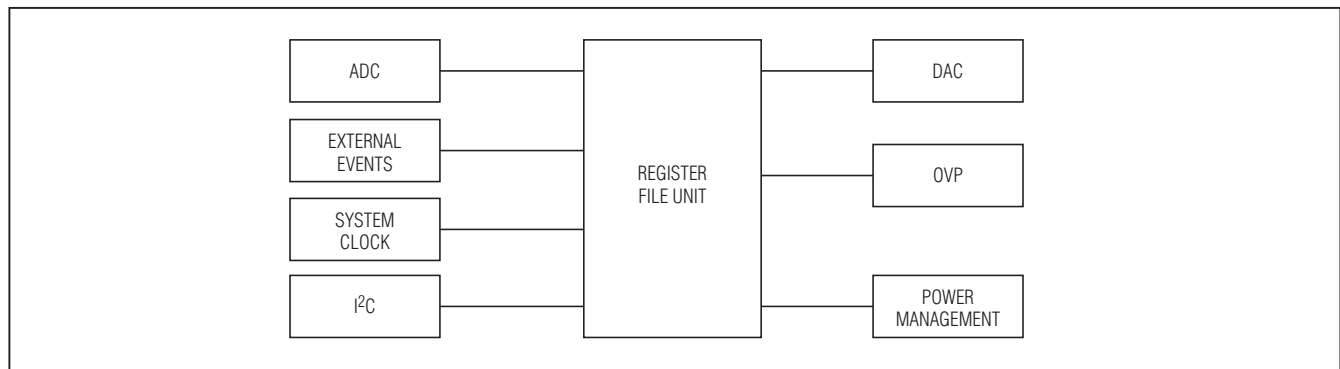 ADC
EXTERNAL
EVENTS
SYSTEM
CLOCK
I²C
REGISTER
FILE UNIT
DAC
OVP
POWER
MANAGEMENT